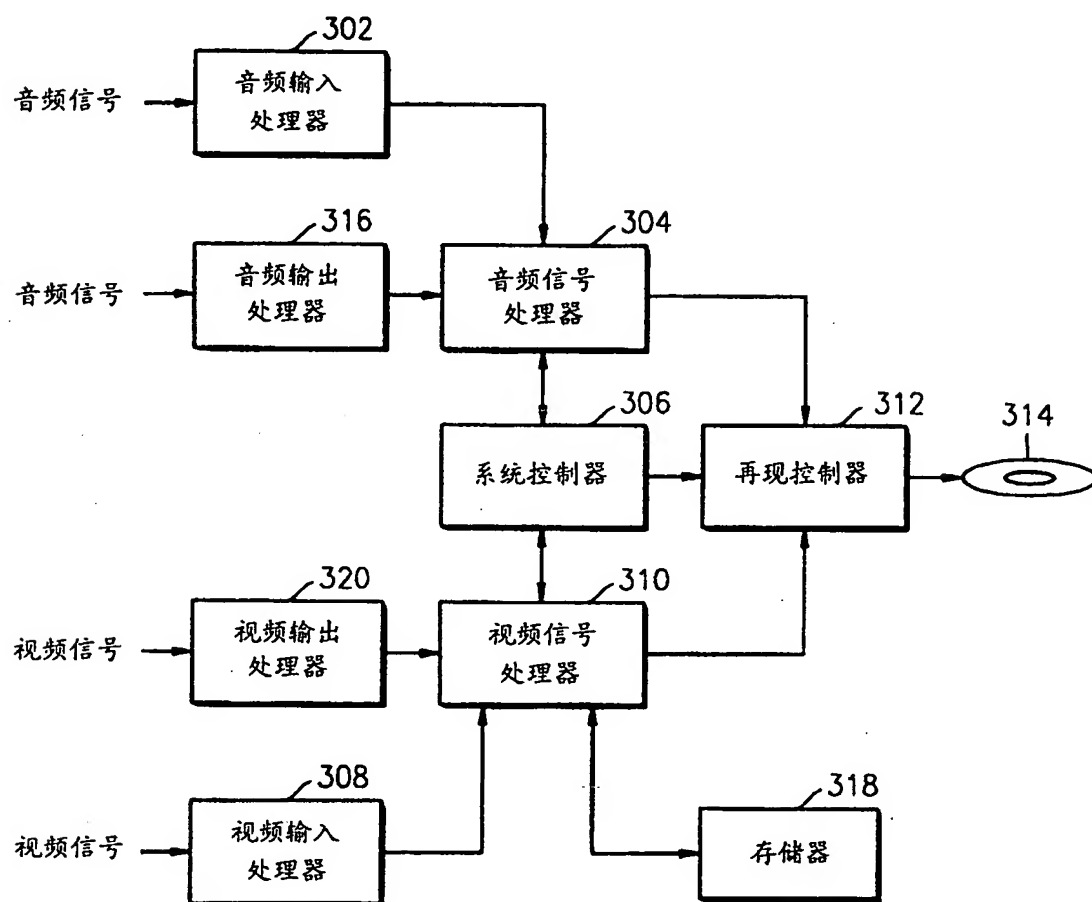 302
音频信号
音频输入
处理器
316
304
音频信号
音频输出
处理器
音频信号
处理器
306
312
314
系统控制器
再现控制器
320
310
视频信号
视频输出
处理器
视频信号
处理器
308
318
视频信号
视频输入
处理器
存储器